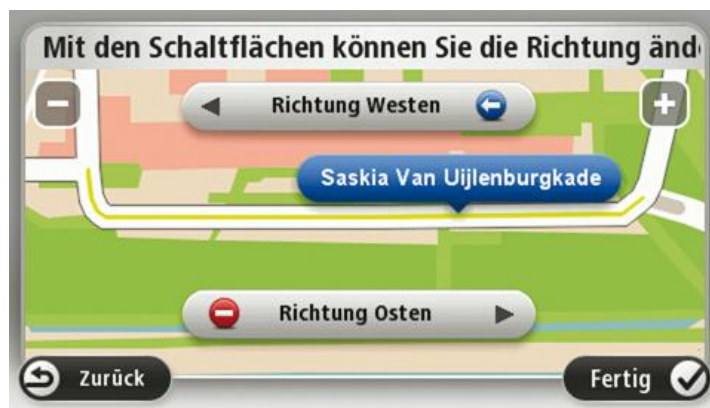 Mit den Schaltflächen können Sie die Richtung änd
Richtung Westen
Saskia Van Uijlenburgkade
Richtung Osten
Zurück
Fertig